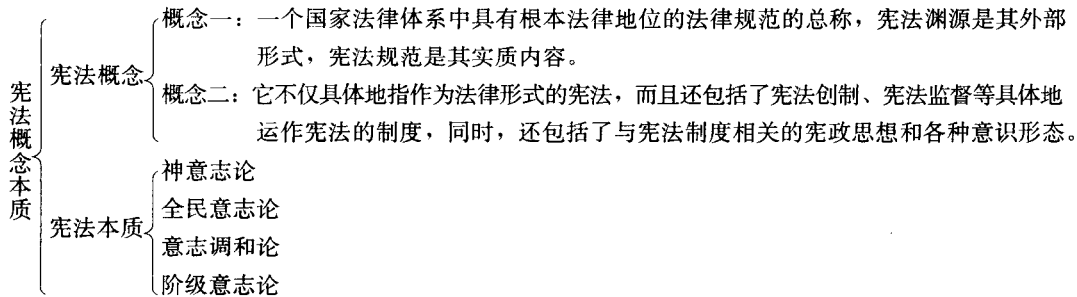 宪法概念本质
宪法概念
概念一：一个国家法律体系中具有根本法律地位的法律规范的总称，宪法渊源是其外部
形式，宪法规范是其实质内容。
概念二：它不仅具体地指作为法律形式的宪法，而且还包括了宪法创制、宪法监督等具体地
运作宪法的制度，同时，还包括了与宪法制度相关的宪政思想和各种意识形态。
宪法本质
神意志论
全民意志论
意志调和论
阶级意志论